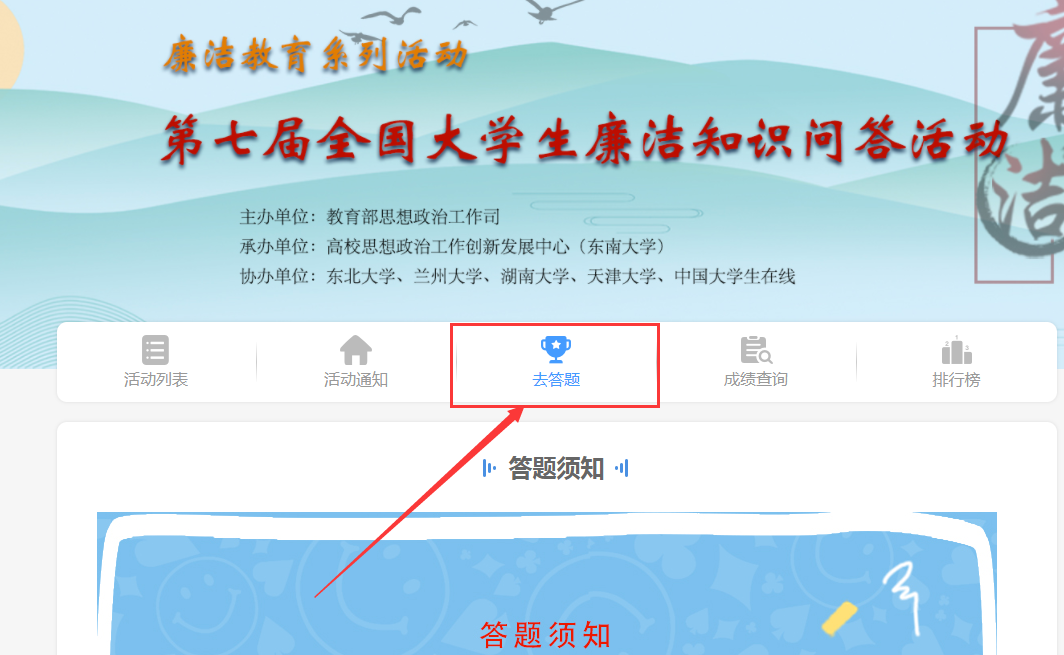 廉洁教育系列活动
第七届全国大学生廉洁知识问答活动
廉洁
主办单位：教育部思想政治工作司
承办单位：高校思想政治工作创新发展中心（东南大学）
协办单位：东北大学、兰州大学、湖南大学、天津大学、中国大学生在线
活动列表
活动通知
去答题
成绩查询
排行榜
答题须知
答题须知